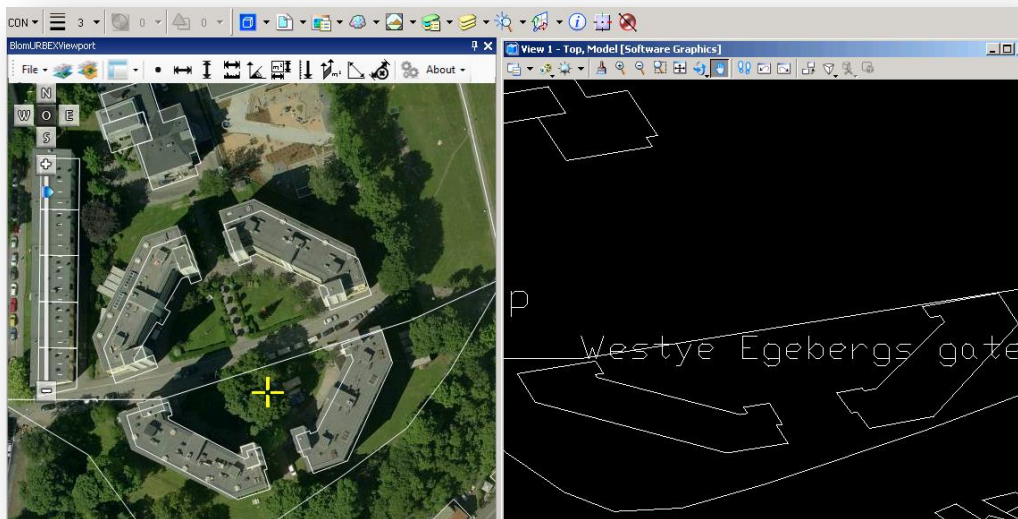 CON 3 0 0
BlomURBEXViewport
File About
N
W O E
S
View 1 - Top, Model [Software Graphics]
p
Westye Egebergs gate